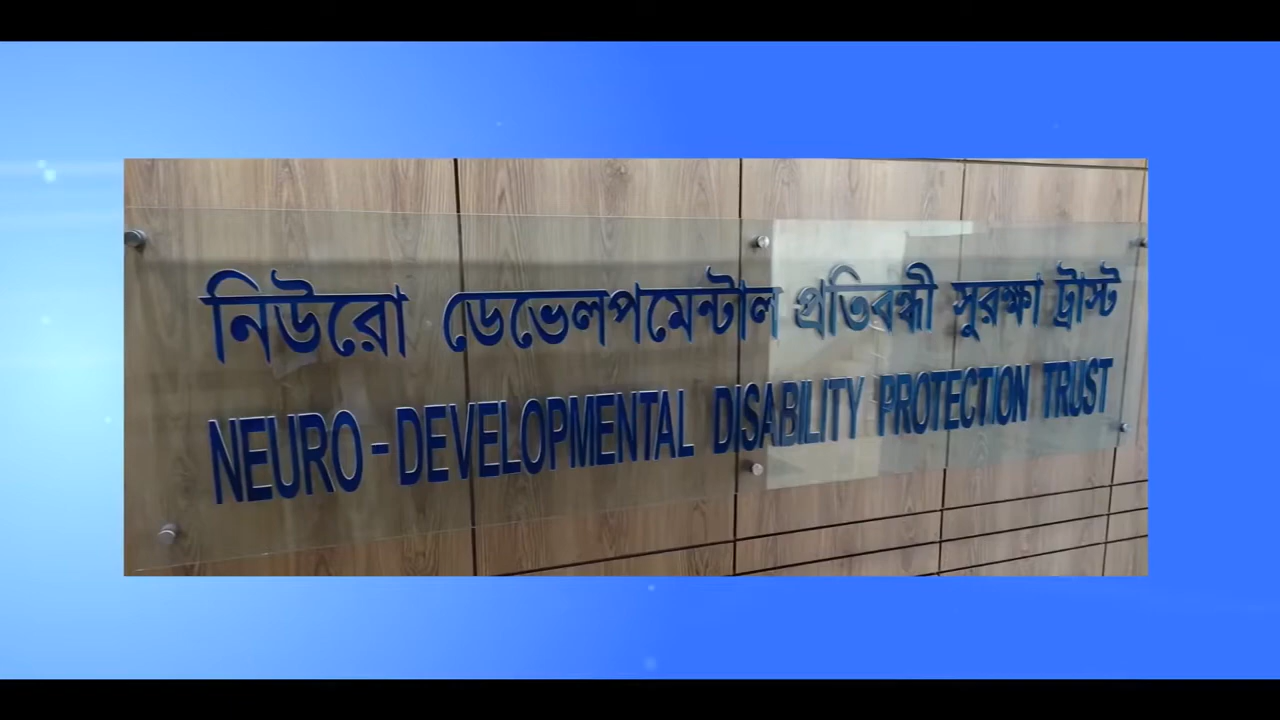 নিউরো ডেভেলপমেন্টাল প্রতিবন্ধী সুরক্ষা ট্রাস্ট
NEURO-DEVELOPMENTAL DISABILITY PROTECTION TRUST